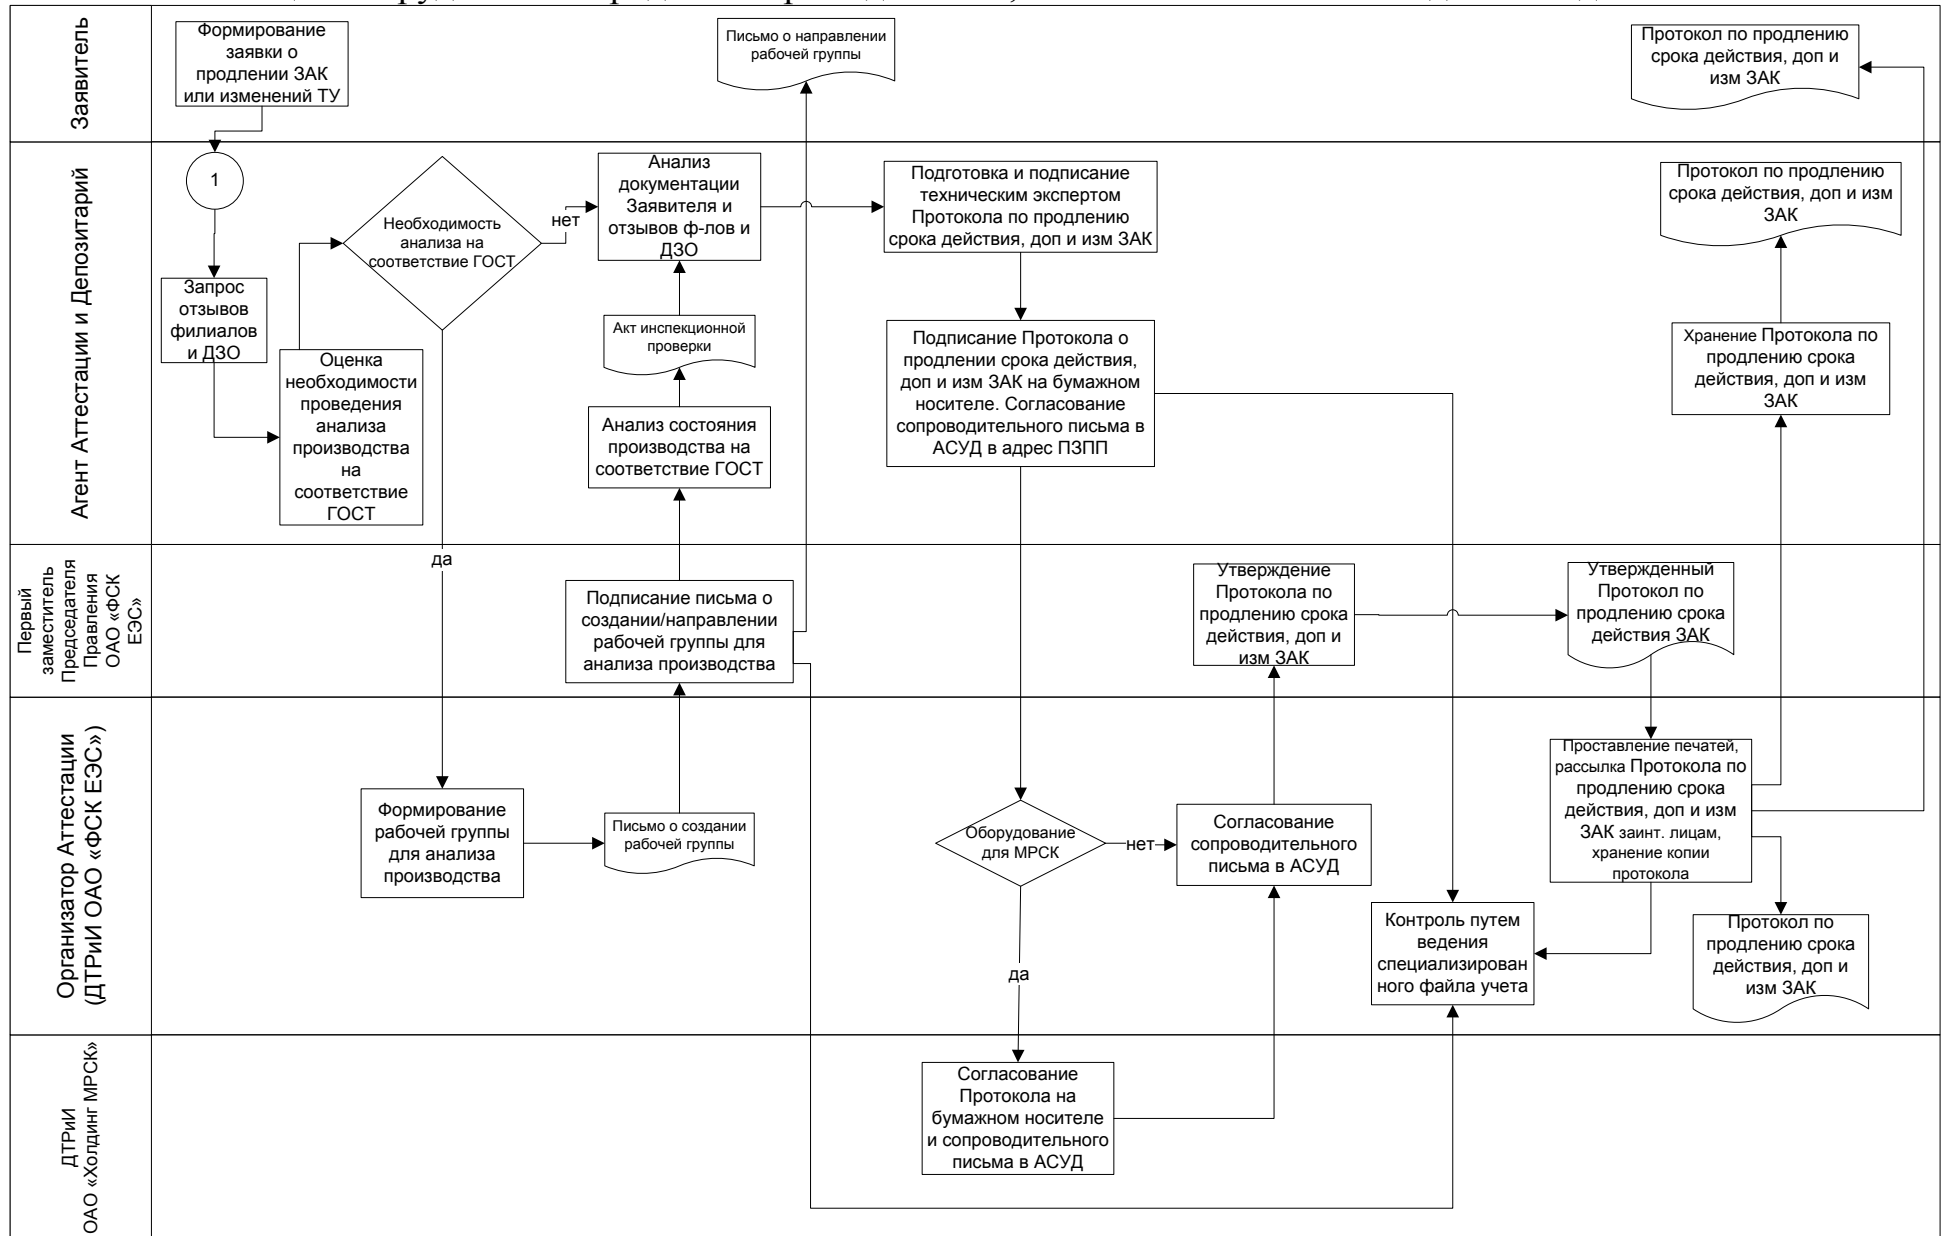 Заявитель
Формирование
заявки о
продлении ЗАК
или изменений ТУ
Письмо о направлении
рабочей группы
Протокол по продлению
срока действия, доп и
изм ЗАК
Агент Аттестации и Депозитарий
1
Запрос
отзывов
филиалов
и ДЗО
Оценка
необходимости
проведения
анализа
производства
на
соответствие
ГОСТ
Необходимость
анализа на
соответствие ГОСТ
нет
Анализ
документации
Заявителя и
отзывов ф-лов и
ДЗО
Акт инспекционной
проверки
Анализ состояния
производства на
соответствие ГОСТ
Подготовка и подписание
техническим экспертом
Протокола по продлению
срока действия, доп и изм ЗАК
Подписание Протокола о
продлении срока действия,
доп и изм ЗАК на бумажном
носителе. Согласование
сопроводительного письма в
АСУД в адрес ПЗПП
Протокол по продлению
срока действия, доп и изм
ЗАК
Хранение Протокола по
продлению срока
действия, доп и изм
ЗАК
Первый
заместитель
Председателя
Правления
ОАО «ФСК
ЕЭС»
да
Подписание письма о
создании/направлении
рабочей группы для
анализа производства
Утверждение
Протокола по
продлению срока
действия, доп и
изм ЗАК
Утвержденный
Протокол по
продлению срока
действия ЗАК
Организатор Аттестации
(ДТРиИ ОАО «ФСК ЕЭС»)
Формирование
рабочей группы
для анализа
производства
Письмо о создании
рабочей группы
Оборудование
для МРСК
нет
да
Согласование
сопроводительного
письма в АСУД
Контроль путем
ведения
специализирован
ного файла учета
Проставление печатей,
рассылка Протокола по
продлению срока
действия, доп и изм
ЗАК заинт. лицам,
хранение копии
протокола
Протокол по
продлению срока
действия, доп и
изм ЗАК
ДТРиИ
ОАО «Холдинг МРСК»
Согласование
Протокола на
бумажном носителе
и сопроводительного
письма в АСУД